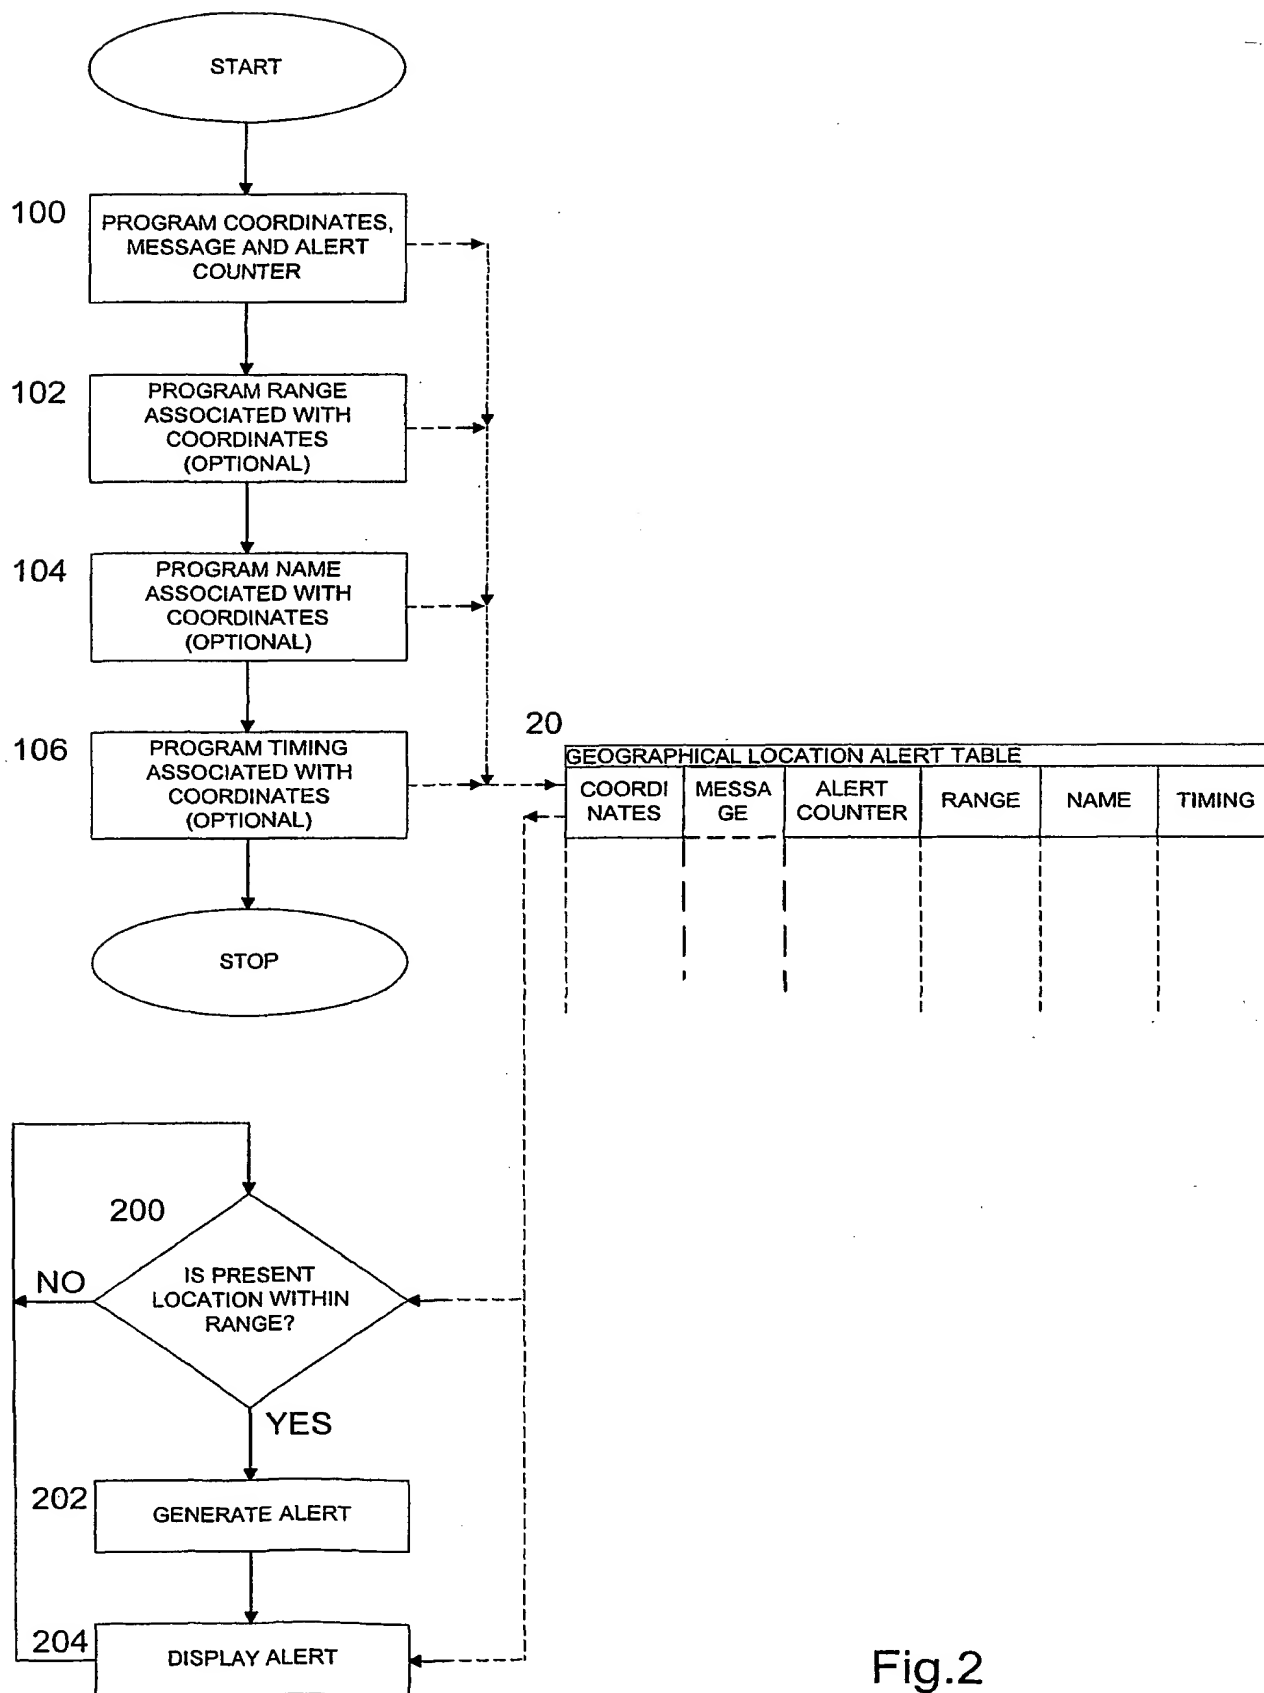 START
100
PROGRAM COORDINATES,
MESSAGE AND ALERT
COUNTER
102
PROGRAM RANGE
ASSOCIATED WITH
COORDINATES
(OPTIONAL)
104
PROGRAM NAME
ASSOCIATED WITH
COORDINATES
(OPTIONAL)
106
PROGRAM TIMING
ASSOCIATED WITH
COORDINATES
(OPTIONAL)
STOP
20
GEOGRAPHICAL LOCATION ALERT TABLE
COORDI
NATES
MESSA
GE
ALERT
COUNTER
RANGE
NAME
TIMING
200
IS PRESENT
LOCATION WITHIN
RANGE?
NO
YES
202
GENERATE ALERT
204
DISPLAY ALERT
Fig.2